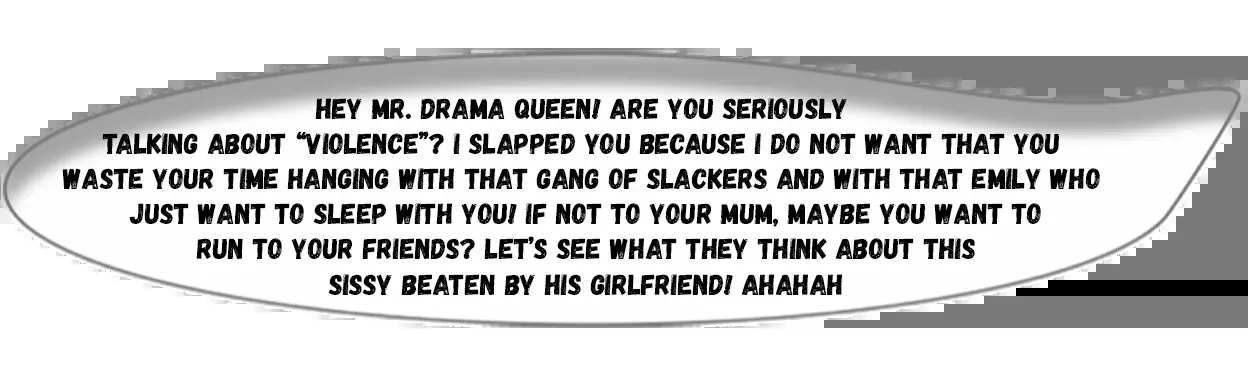 HEY MR. DRAMA QUEEN! ARE YOU SERIOUSLY
TALKING ABOUT “VIOLENCE”? I SLAPPED YOU BECAUSE I DO NOT WANT THAT YOU
WASTE YOUR TIME HANGING WITH THAT GANG OF SLACKERS AND WITH THAT EMILY WHO
JUST WANT TO SLEEP WITH YOU! IF NOT TO YOUR MUM, MAYBE YOU WANT TO
RUN TO YOUR FRIENDS? LET’S SEE WHAT THEY THINK ABOUT THIS
SISSY BEATEN BY HIS GIRLFRIEND! AHAHAH